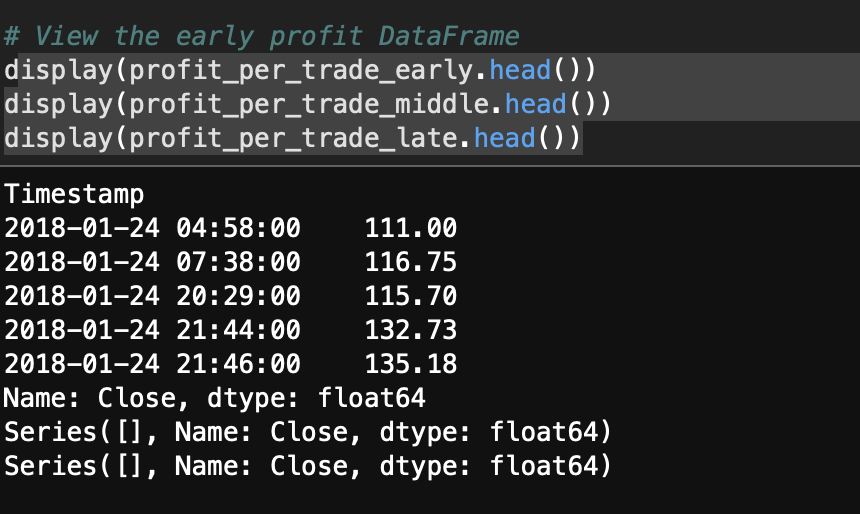 # View the early profit DataFrame
display(profit_per_trade_early.head())
display(profit_per_trade_middle.head())
display(profit_per_trade_late.head())
Timestamp
2018-01-24 04:58:00    111.00
2018-01-24 07:38:00    116.75
2018-01-24 20:29:00    115.70
2018-01-24 21:44:00    132.73
2018-01-24 21:46:00    135.18
Name: Close, dtype: float64
Series([], Name: Close, dtype: float64)
Series([], Name: Close, dtype: float64)